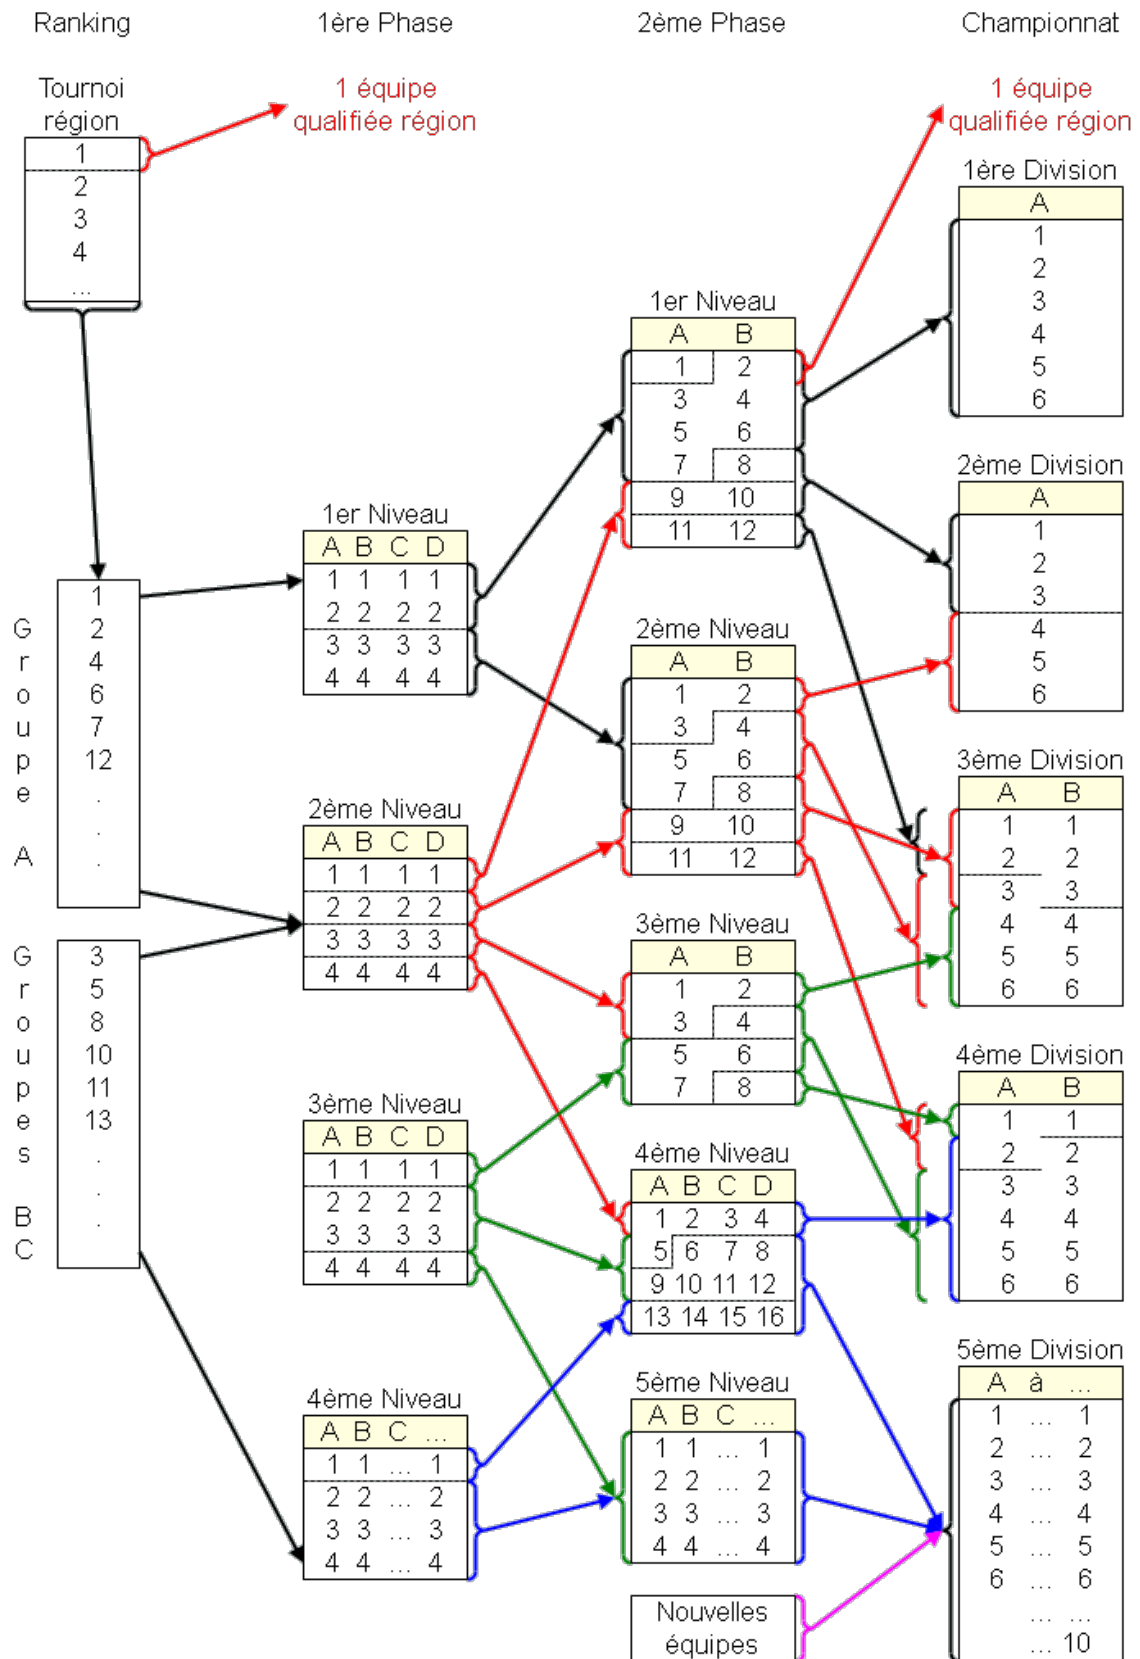 Ranking
1ère Phase
2ème Phase
Championnat
Tournoi
région
1
2
3
4
...
1 équipe
qualifiée région
1 équipe
qualifiée région
Groupe A
1
2
4
6
7
12
.
.
.
Groupes BC
3
5
8
10
11
13
.
.
.
1er Niveau
A B C D
1 1 1 1
2 2 2 2
3 3 3 3
4 4 4 4
2ème Niveau
A B C D
1 1 1 1
2 2 2 2
3 3 3 3
4 4 4 4
3ème Niveau
A B C D
1 1 1 1
2 2 2 2
3 3 3 3
4 4 4 4
4ème Niveau
A B C ...
1 1 ... 1
2 2 ... 2
3 3 ... 3
4 4 ... 4
1er Niveau
A B
1 2
3 4
5 6
7 8
9 10
11 12
2ème Niveau
A B
1 2
3 4
5 6
7 8
9 10
11 12
3ème Niveau
A B
1 2
3 4
5 6
7 8
4ème Niveau
A B C D
1 2 3 4
5 6 7 8
9 10 11 12
13 14 15 16
5ème Niveau
A B C ...
1 1 ... 1
2 2 ... 2
3 3 ... 3
4 4 ... 4
Nouvelles
équipes
1ère Division
A
1
2
3
4
5
6
2ème Division
A
1
2
3
4
5
6
3ème Division
A B
1 1
2 2
3 3
4 4
5 5
6 6
4ème Division
A B
1 1
2 2
3 3
4 4
5 5
6 6
5ème Division
A à ...
1 ... 1
2 ... 2
3 ... 3
4 ... 4
5 ... 5
6 ... 6
... ...
... 10